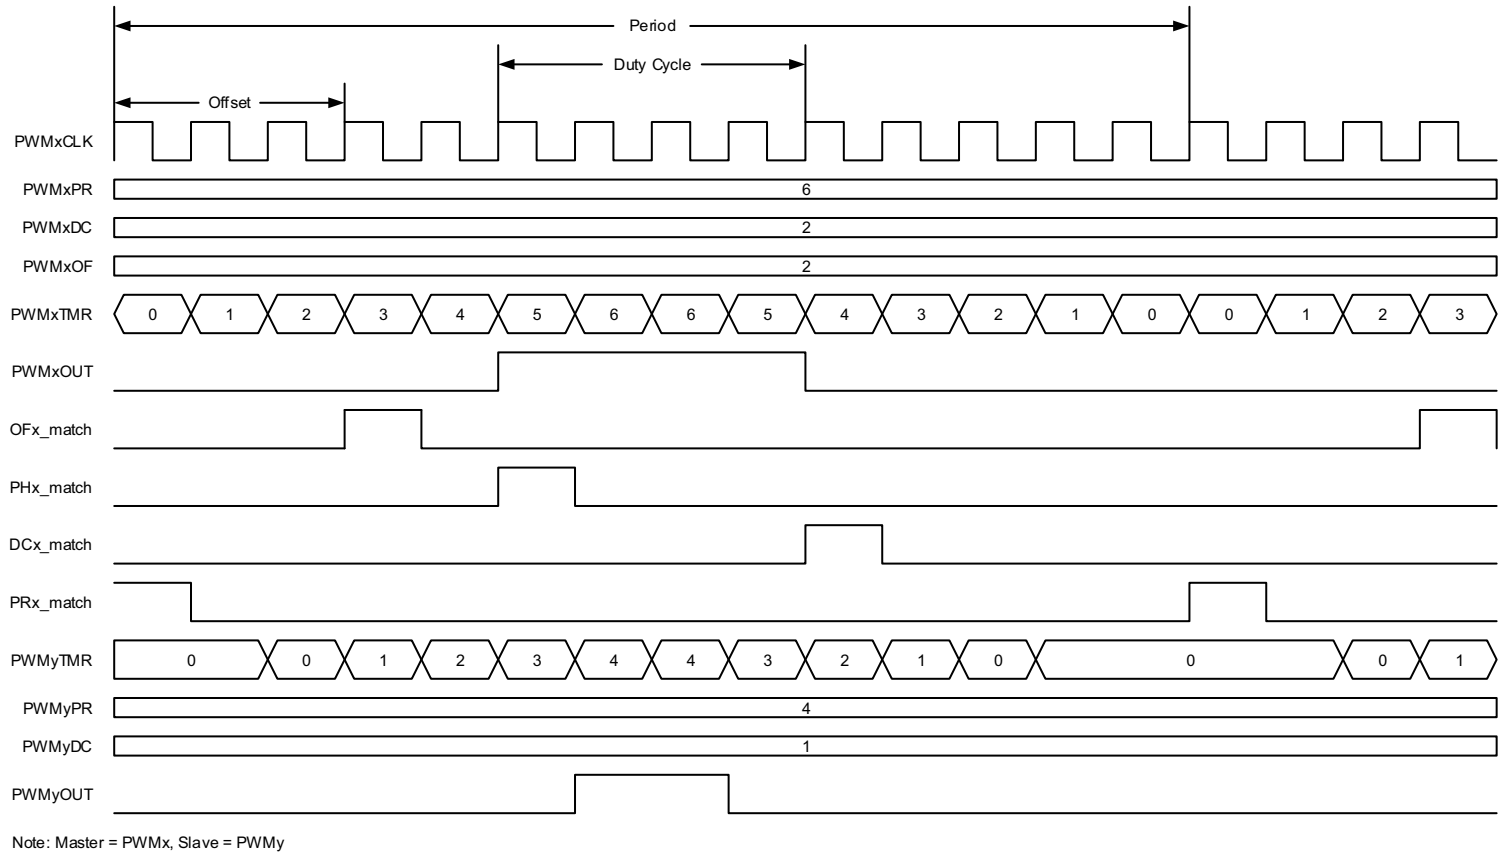 Period
Duty Cycle
Offset
PWMxCLK
PWMxPR 6
PWMxDC 2
PWMxOF 2
PWMxTMR 0 1 2 3 4 5 6 6 5 4 3 2 1 0 0 1 2 3
PWMxOUT
OFx_match
PHx_match
DCx_match
PRx_match
PWMyTMR 0 0 1 2 3 4 4 3 2 1 0 0 0 1
PWMyPR 4
PWMyDC 1
PWMyOUT
Note: Master = PWMx, Slave = PWMy